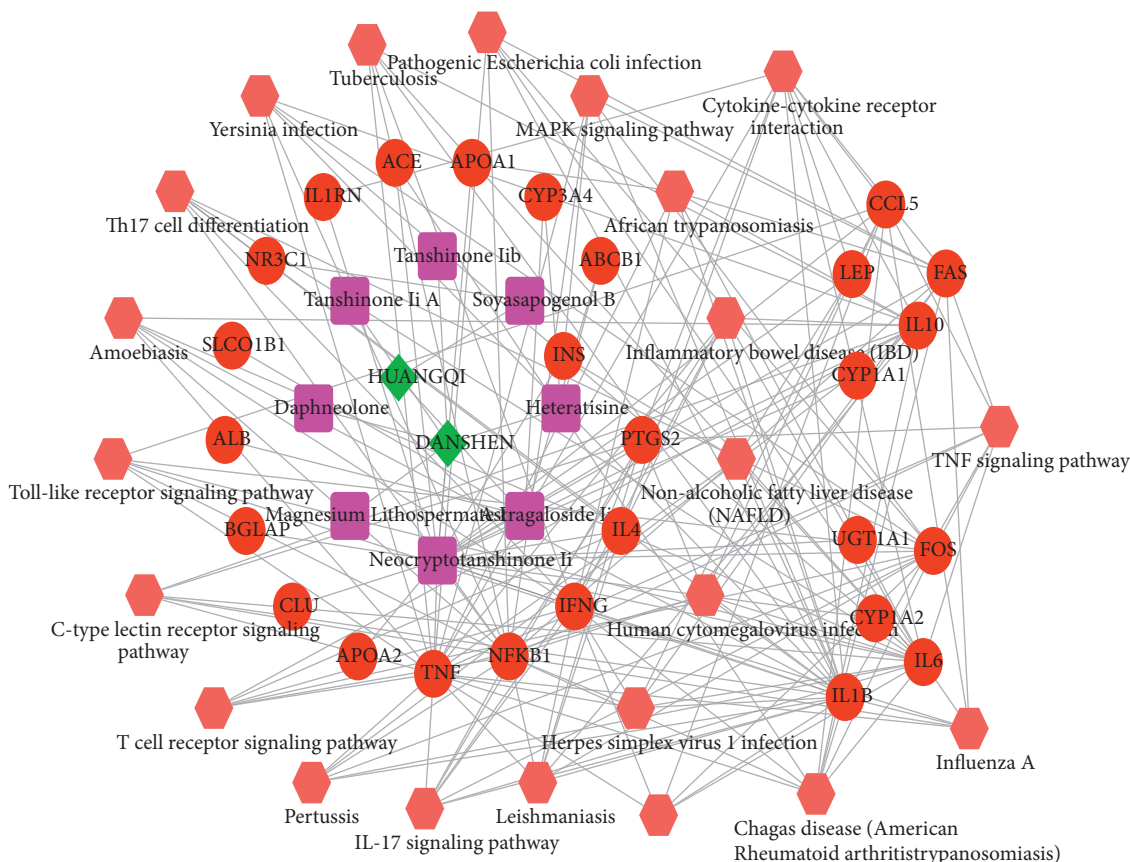 Pathogenic Escherichia coli infection
Tuberculosis
Cytokine-cytokine receptor
interaction
Yersinia infection
MAPK signaling pathway
ACE
APOA1
IL1RN
CYP3A4
CCL5
Th17 cell differentiation
African trypanosomiasis
Tanshinone Iib
NR3C1
ABCB1
LEP
FAS
Tanshinone Ii A
Soyasapogenol B
IL10
Amoebiasis
SLCO1B1
INS
Inflammatory bowel disease (IBD)
HUANGQI
CYP1A1
Daphneolone
Heteratisine
ALB
DANSHEN
PTGS2
TNF signaling pathway
Toll-like receptor signaling pathway
Non-alcoholic fatty liver disease
(NAFLD)
Magnesium Lithospermate
Astragaloside
BGLAP
IL4
UGT1A1
FOS
Neocryptotanshinone Ii
CLU
IFNG
CYP1A2
C-type lectin receptor signaling
pathway
Human cytomegalovirus infection
APOA2
TNF
NFKB1
IL6
IL1B
T cell receptor signaling pathway
Herpes simplex virus 1 infection
Influenza A
Pertussis
Leishmaniasis
IL-17 signaling pathway
Chagas disease (American
Rheumatoid arthritistrypanosomiasis)